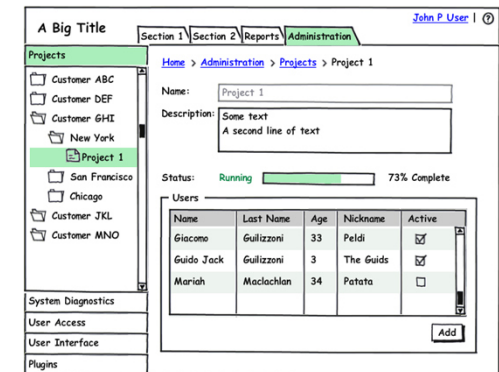 A Big Title
John P User | ?
Section 1 Section 2 Reports Administration
Projects
Customer ABC
Customer DEF
Customer GHI
New York
Project 1
San Francisco
Chicago
Customer JKL
Customer MNO
System Diagnostics
User Access
User Interface
Plugins
Home > Administration > Projects > Project 1
Name: Project 1
Description: Some text
A second line of text
Status: Running 73% Complete
Users
Name Last Name Age Nickname Active
Giacomo Guilizzoni 33 Peldi
Guido Jack Guilizzoni 3 The Guids
Mariah Maclachlan 34 Patata
Add